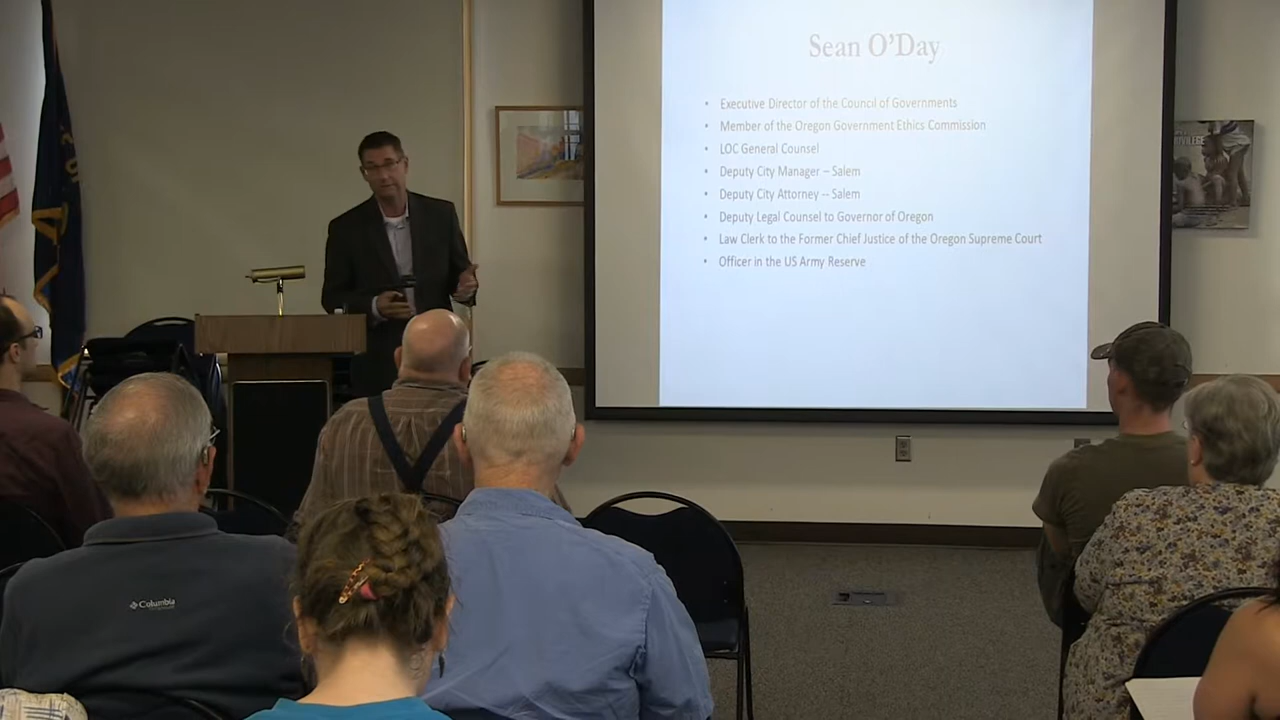 Sean O'Day
• Executive Director of the Council of Governments
• Member of the Oregon Government Ethics Commission
• LOC General Counsel
• Deputy City Manager – Salem
• Deputy City Attorney -- Salem
• Deputy Legal Counsel to Governor of Oregon
• Law Clerk to the Former Chief Justice of the Oregon Supreme Court
• Officer in the US Army Reserve
Columbia